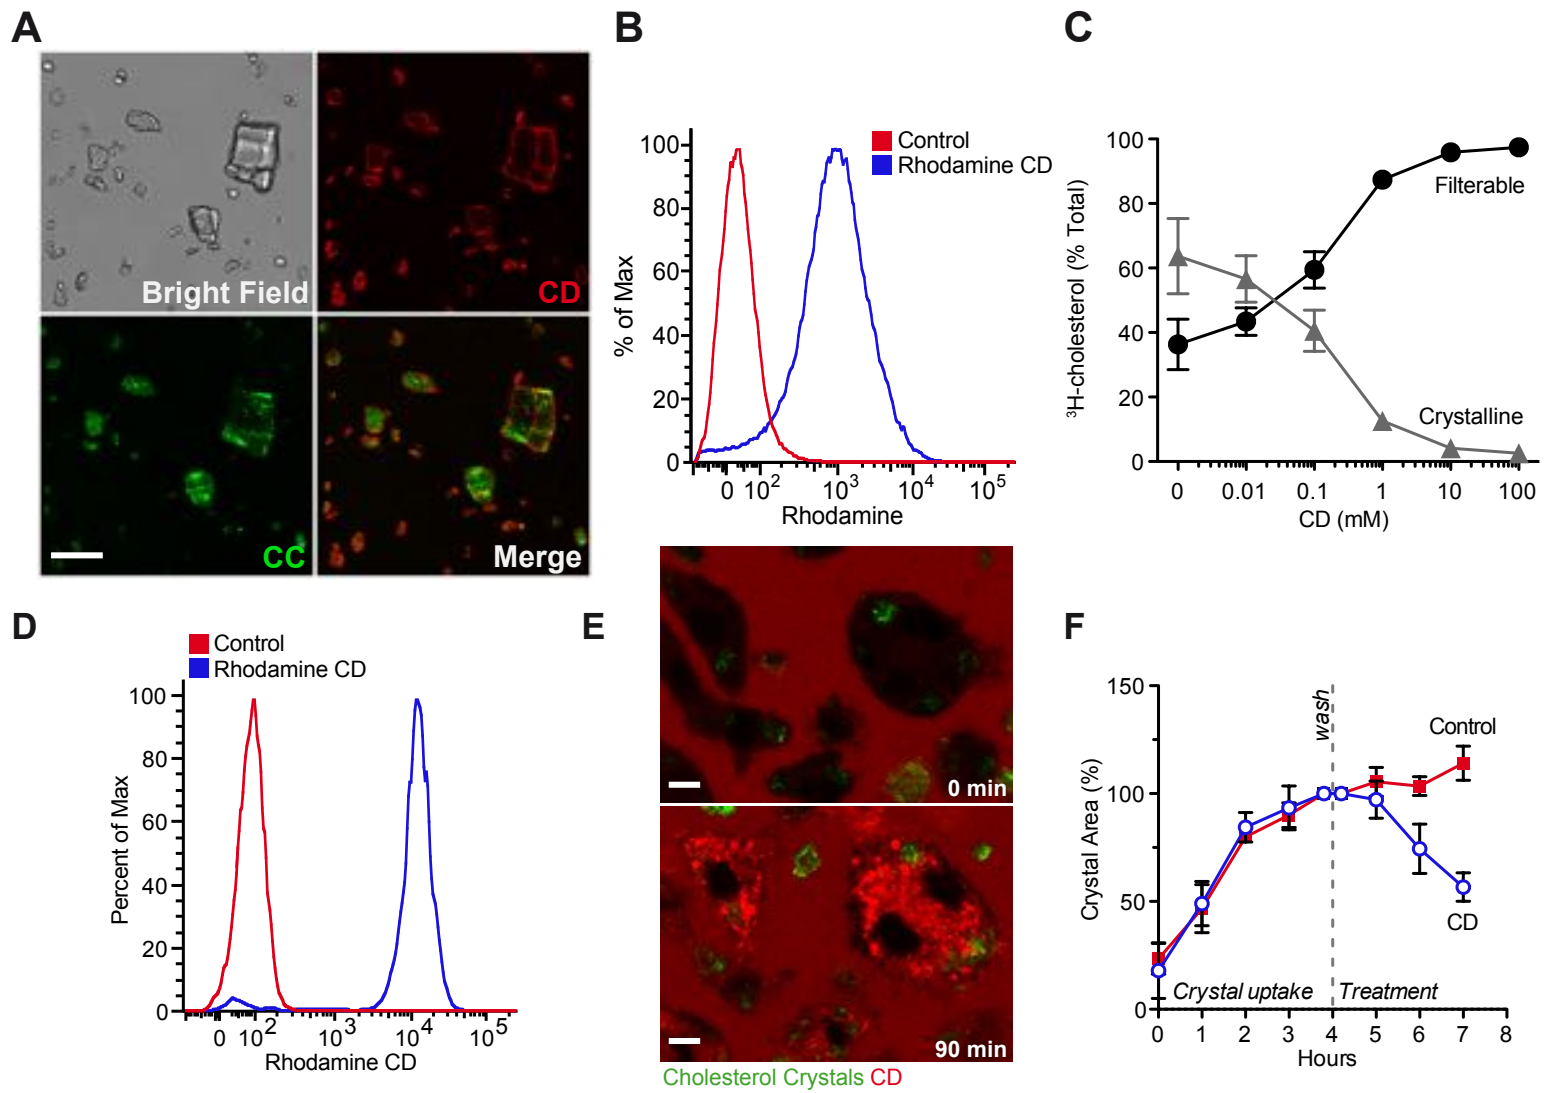 A
Bright Field
CD
CC
Merge
B
Control
Rhodamine CD
% of Max
100
80
60
40
20
0
0 10² 10³ 10⁴ 10⁵
Rhodamine
C
³H-cholesterol (% Total)
100
80
60
40
20
0
Filterable
Crystalline
0 0.01 0.1 1 10 100
CD (mM)
D
Control
Rhodamine CD
Percent of Max
100
80
60
40
20
0
0 10² 10³ 10⁴ 10⁵
Rhodamine CD
E
0 min
90 min
Cholesterol Crystals CD
F
Crystal Area (%)
150
100
50
0
wash
Control
CD
Crystal uptake
Treatment
0 1 2 3 4 5 6 7 8
Hours